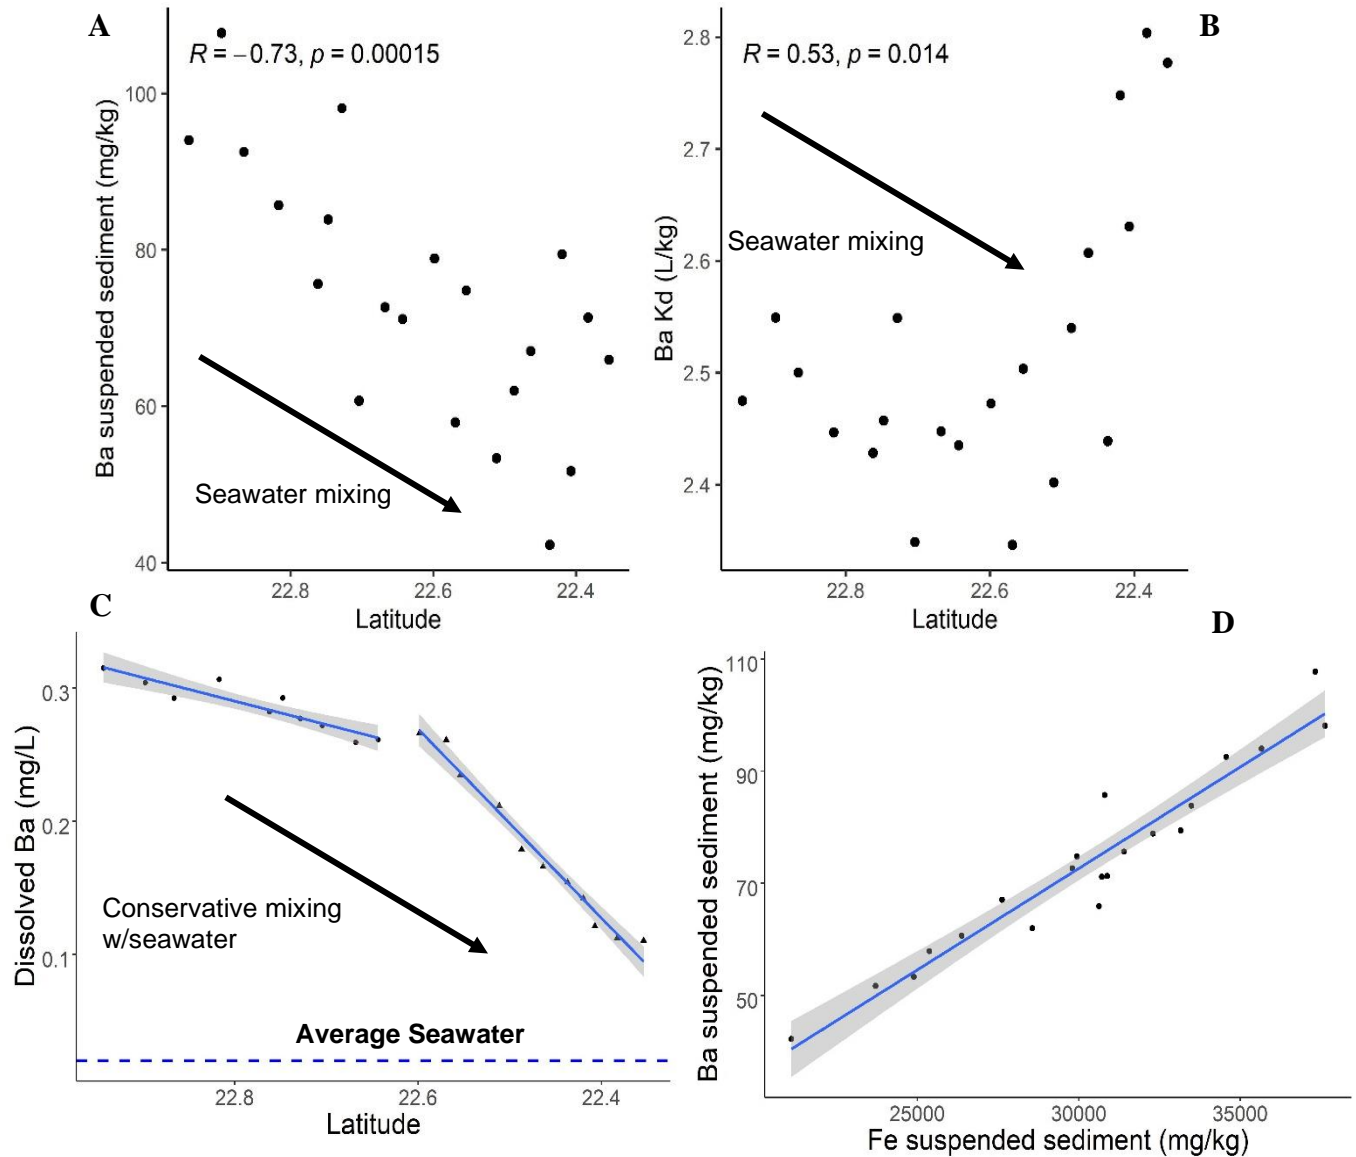 A
R = −0.73, p = 0.00015
Ba suspended sediment (mg/kg)
100
80
60
40
Seawater mixing
22.8
22.6
22.4
Latitude
B
R = 0.53, p = 0.014
Ba Kd (L/kg)
2.8
2.7
2.6
2.5
2.4
Seawater mixing
22.8
22.6
22.4
Latitude
C
Dissolved Ba (mg/L)
0.3
0.2
0.1
Conservative mixing
w/seawater
Average Seawater
22.8
22.6
22.4
Latitude
D
Ba suspended sediment (mg/kg)
110
90
70
50
25000
30000
35000
Fe suspended sediment (mg/kg)